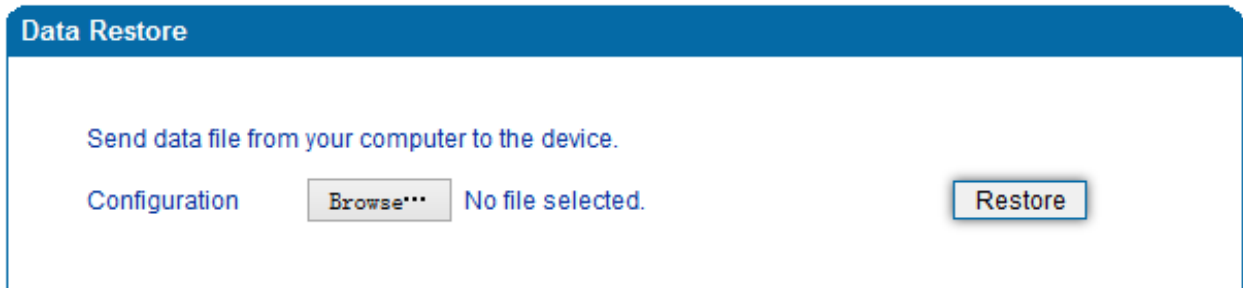 Data Restore
Send data file from your computer to the device.
Configuration Browse··· No file selected. Restore